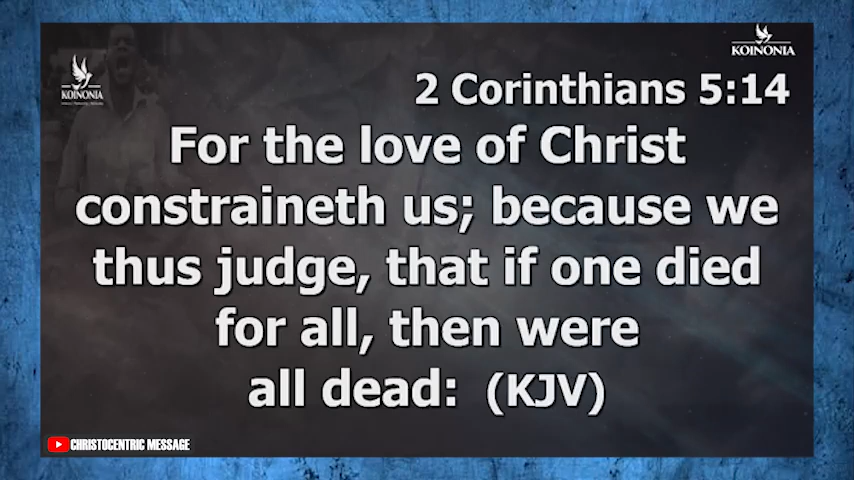 KOINONIA
KOINONIA
2 Corinthians 5:14
For the love of Christ
constraineth us; because we
thus judge, that if one died
for all, then were
all dead: (KJV)
CHRISTOCENTRIC MESSAGE